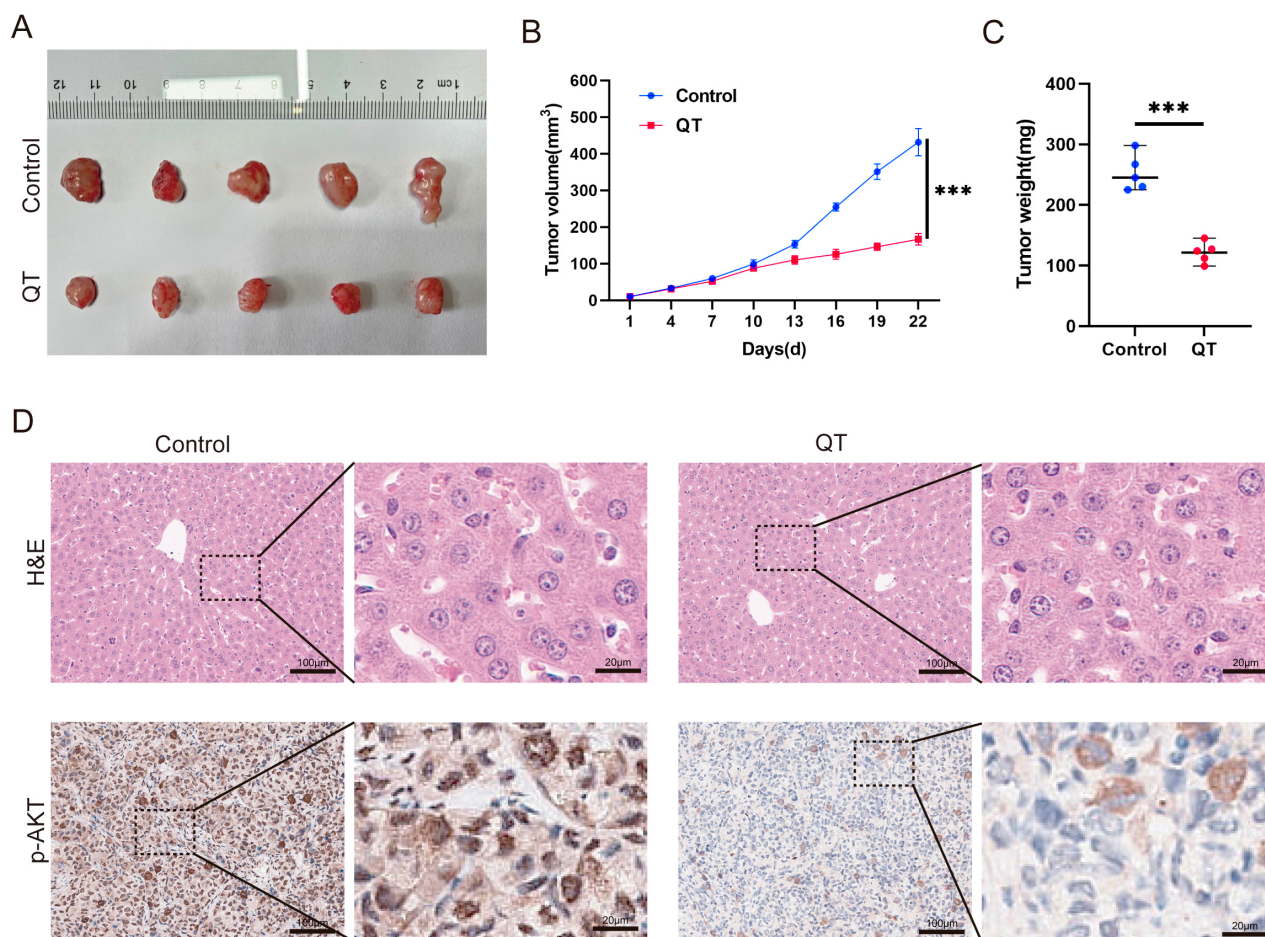 A
12 11 10 9 8 7 6 5 4 3 2 1cm
Control
QT
B
Tumor volume(mm3)
600
500
400
300
200
100
0
Control
QT
***
1 4 7 10 13 16 19 22
Days(d)
C
Tumor weight(mg)
400
300
200
100
0
***
Control QT
D
Control QT
H&E
100μm 20μm 100μm 20μm
p-AKT
100μm 20μm 100μm 20μm